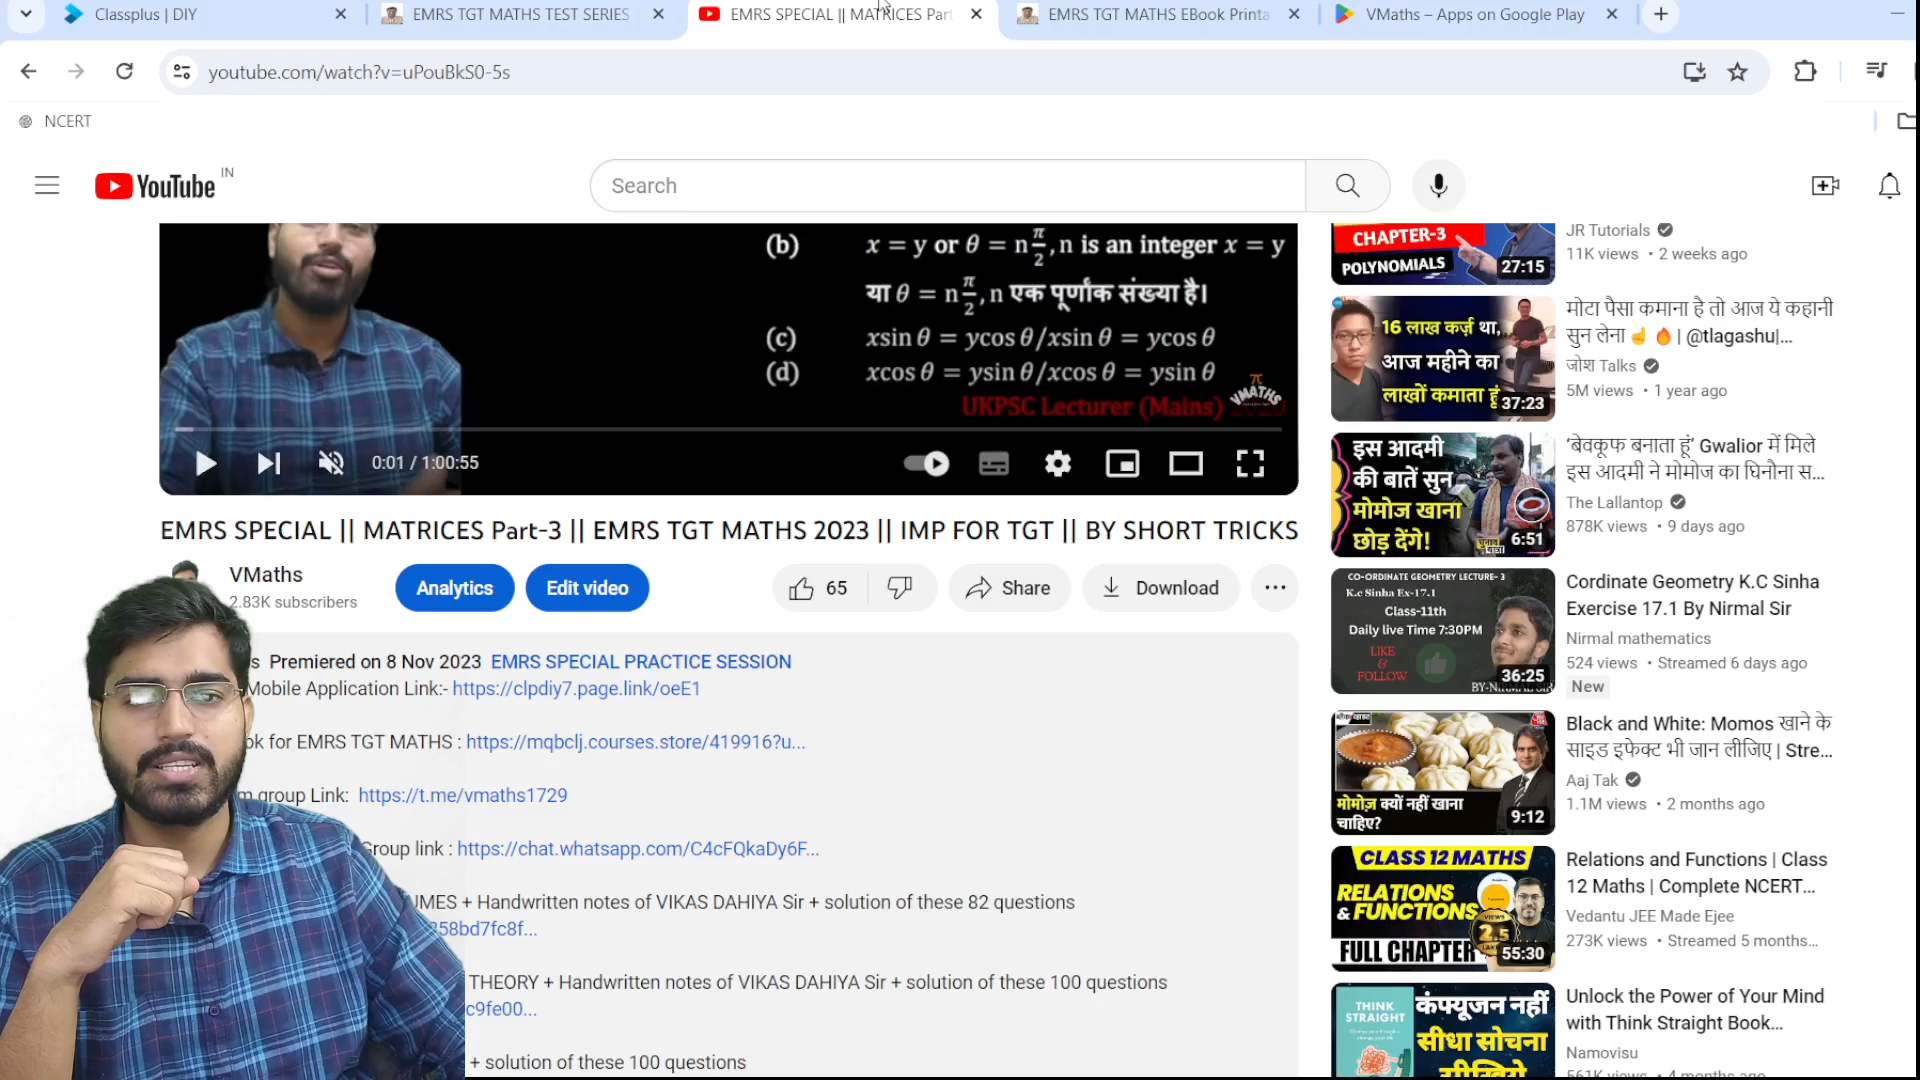 Classplus | DIY
EMRS TGT MATHS TEST SERIES
EMRS SPECIAL || MATRICES Part
EMRS TGT MATHS EBook Printa
VMaths – Apps on Google Play
youtube.com/watch?v=uPouBkS0-5s
NCERT
YouTube IN
Search
(b) x = y or θ = n π/2, n is an integer x = y
या θ = n π/2, n एक पूर्णांक संख्या है।
(c) xsin θ = ycos θ/xsin θ = ycos θ
(d) xcos θ = ysin θ/xcos θ = ysin θ
UKPSC Lecturer (Mains)
π
VMATHS
0:01 / 1:00:55
EMRS SPECIAL || MATRICES Part-3 || EMRS TGT MATHS 2023 || IMP FOR TGT || BY SHORT TRICKS
VMaths
2.83K subscribers
Analytics
Edit video
65
Share
Download
s Premiered on 8 Nov 2023 EMRS SPECIAL PRACTICE SESSION
Mobile Application Link:- https://clpdiy7.page.link/oeE1
ok for EMRS TGT MATHS : https://mqbclj.courses.store/419916?u...
m group Link: https://t.me/vmaths1729
Group link : https://chat.whatsapp.com/C4cFQkaDy6F...
IMES + Handwritten notes of VIKAS DAHIYA Sir + solution of these 82 questions
258bd7fc8f...
THEORY + Handwritten notes of VIKAS DAHIYA Sir + solution of these 100 questions
c9fe00...
+ solution of these 100 questions
CHAPTER-3
POLYNOMIALS
27:15
JR Tutorials
11K views • 2 weeks ago
16 लाख कर्ज़ था,
आज महीने का
लाखों कमाता हूं
37:23
मोटा पैसा कमाना है तो आज ये कहानी
सुन लेना ☝️ 🔥 | @tlagashu|...
जोश Talks
5M views • 1 year ago
इस आदमी
की बातें सुन
मोमोज खाना
छोड़ देंगे!
6:51
‘बेवकूफ बनाता हूं’ Gwalior में मिले
इस आदमी ने मोमोज का घिनौना स...
The Lallantop
878K views • 9 days ago
CO-ORDINATE GEOMETRY LECTURE- 3
K.c Sinha Ex-17.1
Class-11th
Daily live Time 7:30PM
LIKE
&
FOLLOW
BY-NIRMAL SIR
36:25
Cordinate Geometry K.C Sinha
Exercise 17.1 By Nirmal Sir
Nirmal mathematics
524 views • Streamed 6 days ago
New
मोमोज़ क्यों नहीं खाना
चाहिए?
9:12
Black and White: Momos खाने के
साइड इफेक्ट भी जान लीजिए | Stre...
Aaj Tak
1.1M views • 2 months ago
CLASS 12 MATHS
RELATIONS
& FUNCTIONS
VIEWS
2.5
FULL CHAPTER
55:30
Relations and Functions | Class
12 Maths | Complete NCERT...
Vedantu JEE Made Ejee
273K views • Streamed 5 months...
THINK
STRAIGHT
कंफ्यूजन नहीं
सीधा सोचना
सीखिये
Unlock the Power of Your Mind
with Think Straight Book...
Namovisu
561K views • 4 months ago